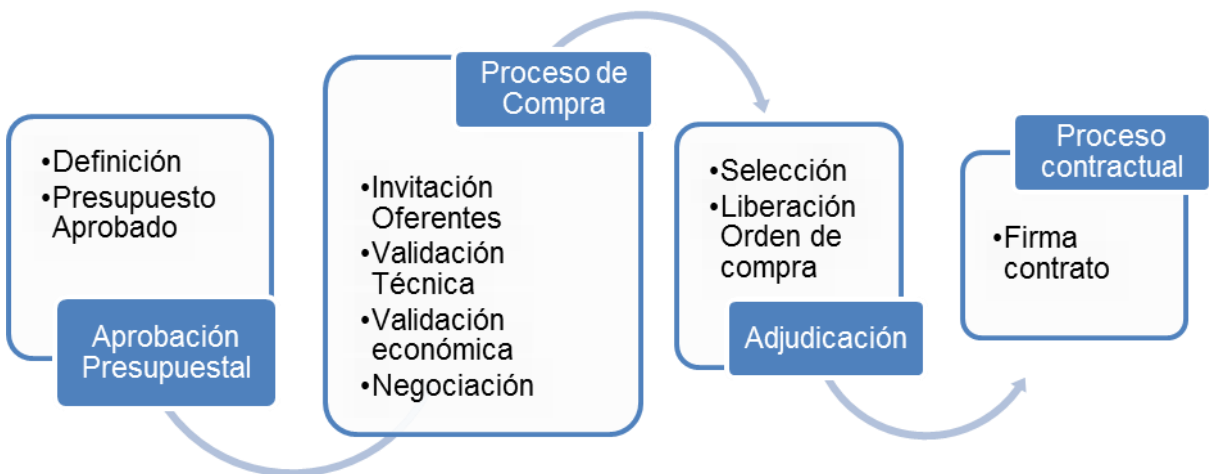 •Definición
•Presupuesto
Aprobado
Aprobación
Presupuestal
Proceso de
Compra
•Invitación
Oferentes
•Validación
Técnica
•Validación
económica
•Negociación
•Selección
•Liberación
Orden de
compra
Adjudicación
Proceso
contractual
•Firma
contrato